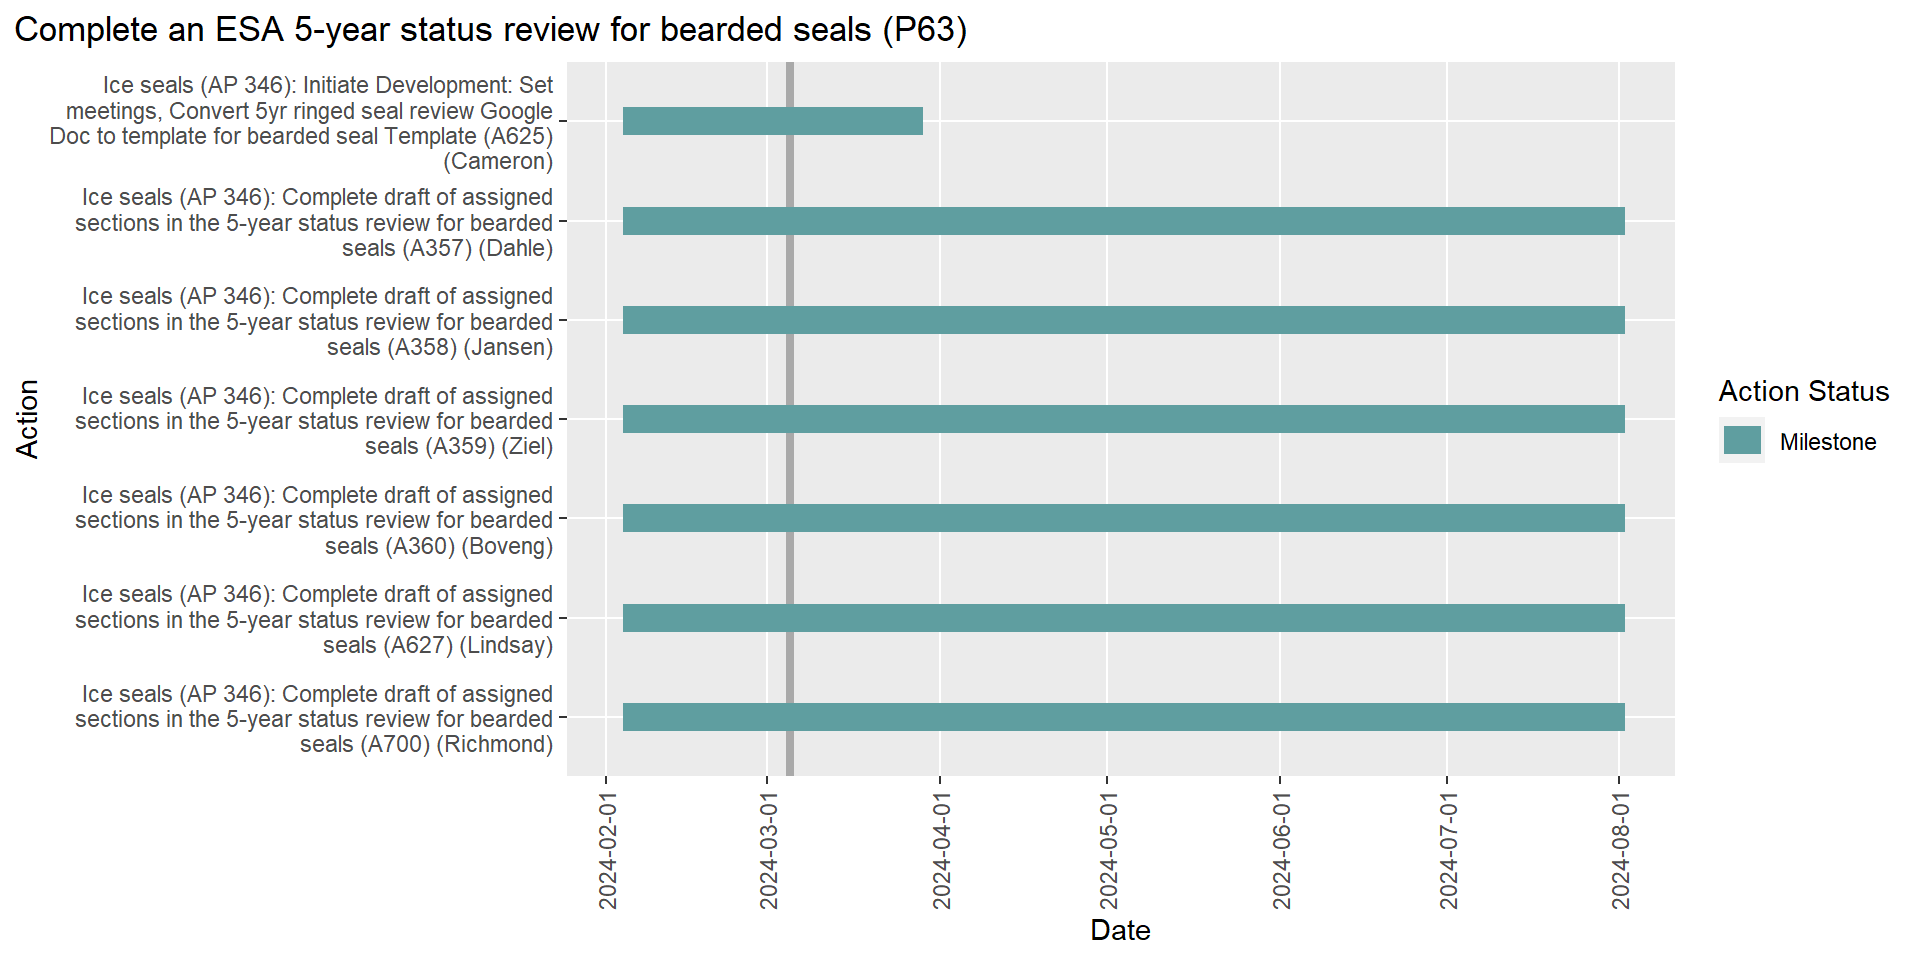 Complete an ESA 5-year status review for bearded seals (P63)
Ice seals (AP 346): Initiate Development: Set
meetings, Convert 5yr ringed seal review Google
Doc to template for bearded seal Template (A625)
(Cameron)
Ice seals (AP 346): Complete draft of assigned
sections in the 5-year status review for bearded
seals (A357) (Dahle)
Ice seals (AP 346): Complete draft of assigned
sections in the 5-year status review for bearded
seals (A358) (Jansen)
Ice seals (AP 346): Complete draft of assigned
sections in the 5-year status review for bearded
seals (A359) (Ziel)
Ice seals (AP 346): Complete draft of assigned
sections in the 5-year status review for bearded
seals (A360) (Boveng)
Ice seals (AP 346): Complete draft of assigned
sections in the 5-year status review for bearded
seals (A627) (Lindsay)
Ice seals (AP 346): Complete draft of assigned
sections in the 5-year status review for bearded
seals (A700) (Richmond)
Action
2024-02-01
2024-03-01
2024-04-01
2024-05-01
2024-06-01
2024-07-01
2024-08-01
Date
Action Status
Milestone